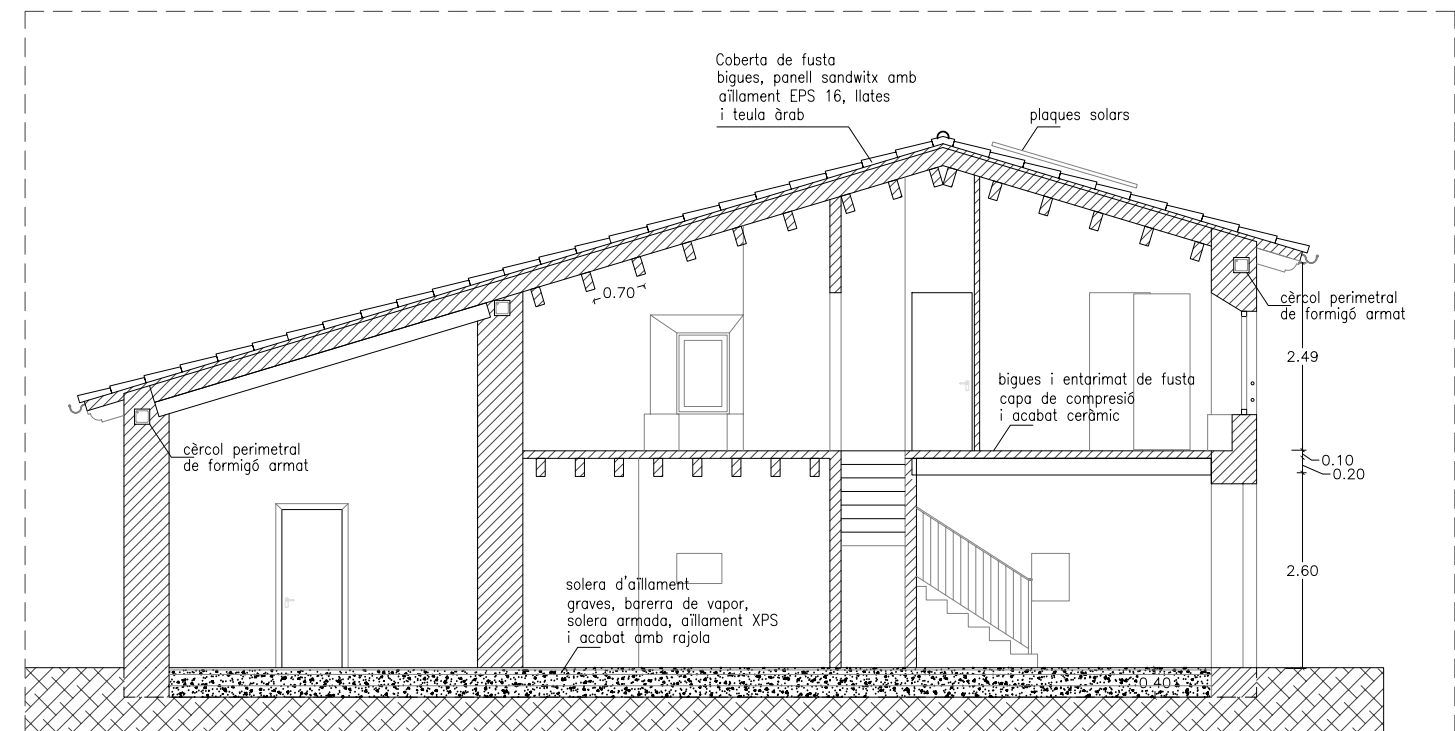 Coberta de fusta
bigues, panell sandwitx amb
aïllament EPS 16, llates
i teula àrab
plaques solars
0.70
cèrcol perimetral
de formigó armat
2.49
bigues i entarimat de fusta
capa de compresió
i acabat ceràmic
cèrcol perimetral
de formigó armat
0.10
0.20
2.60
solera d'aïllament
graves, barerra de vapor,
solera armada, aïllament XPS
i acabat amb rajola
0.40